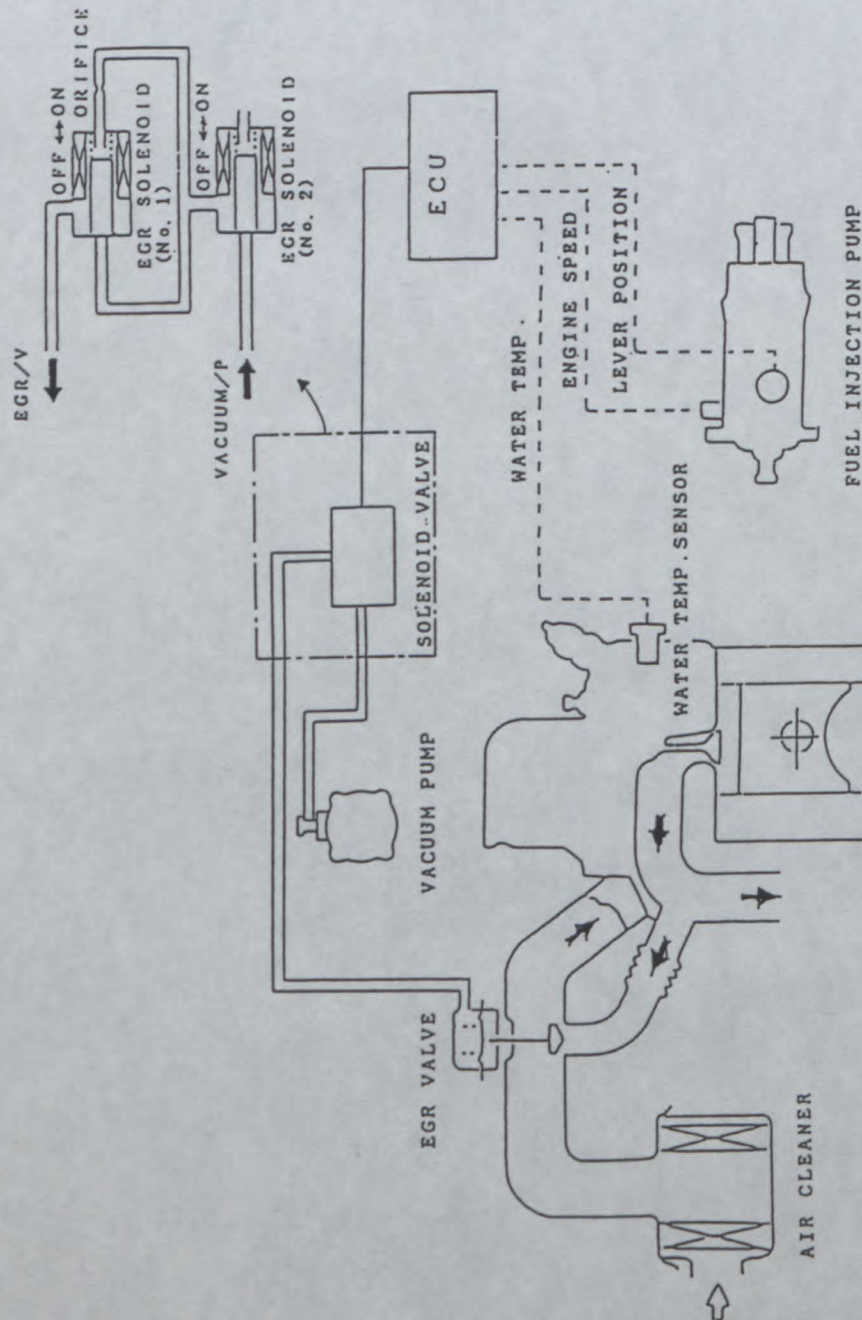 EGR/V
OFF↔ON
ORIFICE
EGR SOLENOID
(No. 1)
VACUUM/P
OFF↔ON
EGR SOLENOID
(No. 2)
SOLENOID VALVE
ECU
VACUUM PUMP
WATER TEMP.
ENGINE SPEED
LEVER POSITION
EGR VALVE
WATER TEMP. SENSOR
AIR CLEANER
FUEL INJECTION PUMP